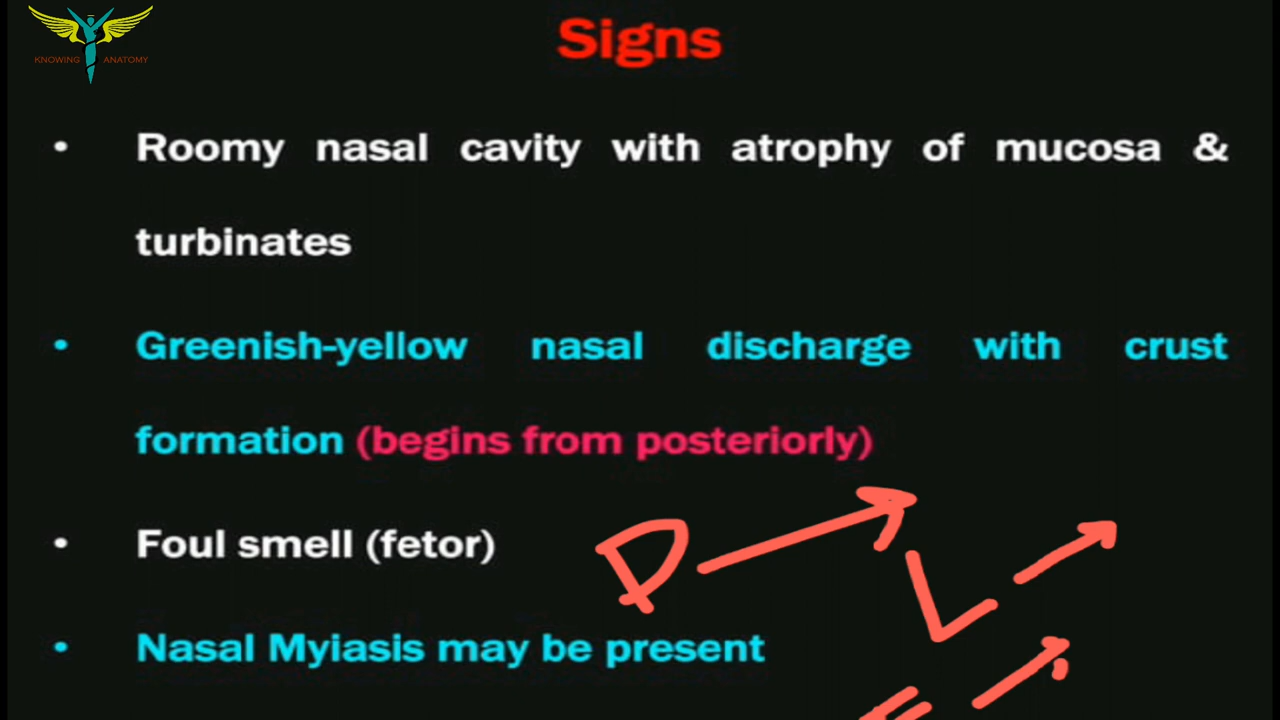 KNOWING ANATOMY
Signs
• Roomy nasal cavity with atrophy of mucosa &
turbinates
• Greenish-yellow nasal discharge with crust
formation (begins from posteriorly)
• Foul smell (fetor)
• Nasal Myiasis may be present